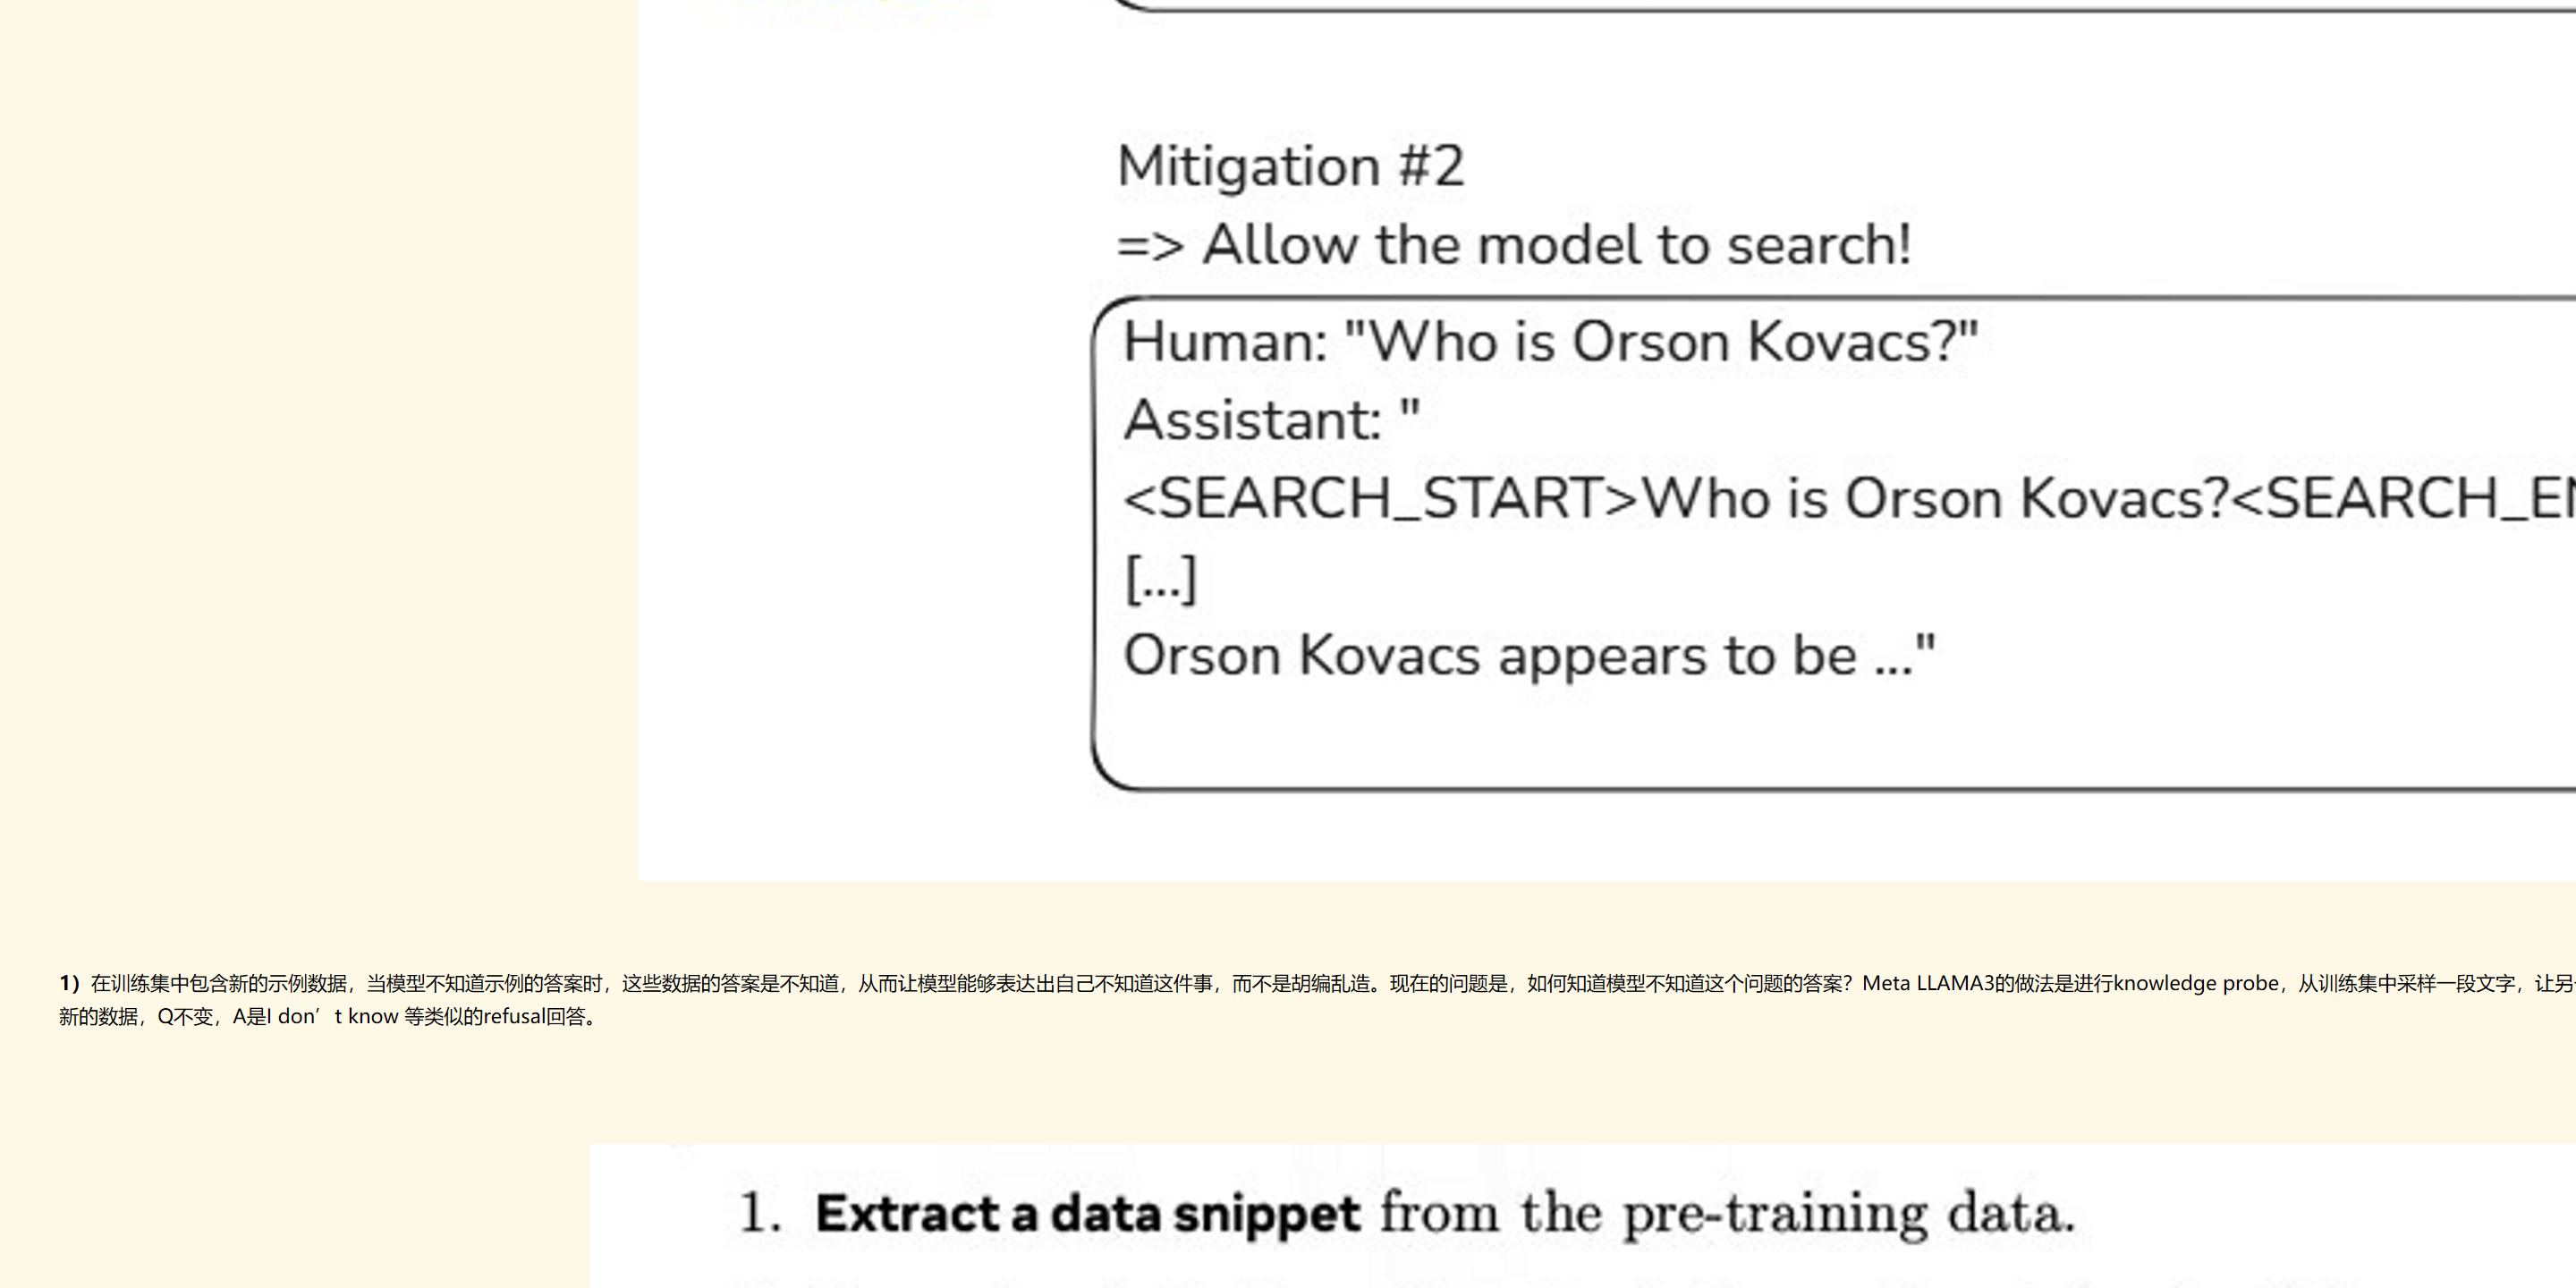 Mitigation #2
=> Allow the model to search!
Human: "Who is Orson Kovacs?"
Assistant: "
<SEARCH_START>Who is Orson Kovacs?<SEARCH_EN
[...]
Orson Kovacs appears to be ..."
1）在训练集中包含新的示例数据，当模型不知道示例的答案时，这些数据的答案是不知道，从而让模型能够表达出自己不知道这件事，而不是胡编乱造。现在的问题是，如何知道模型不知道这个问题的答案？Meta LLAMA3的做法是进行knowledge probe，从训练集中采样一段文字，让另
新的数据，Q不变，A是I don’t know 等类似的refusal回答。
1. Extract a data snippet from the pre-training data.